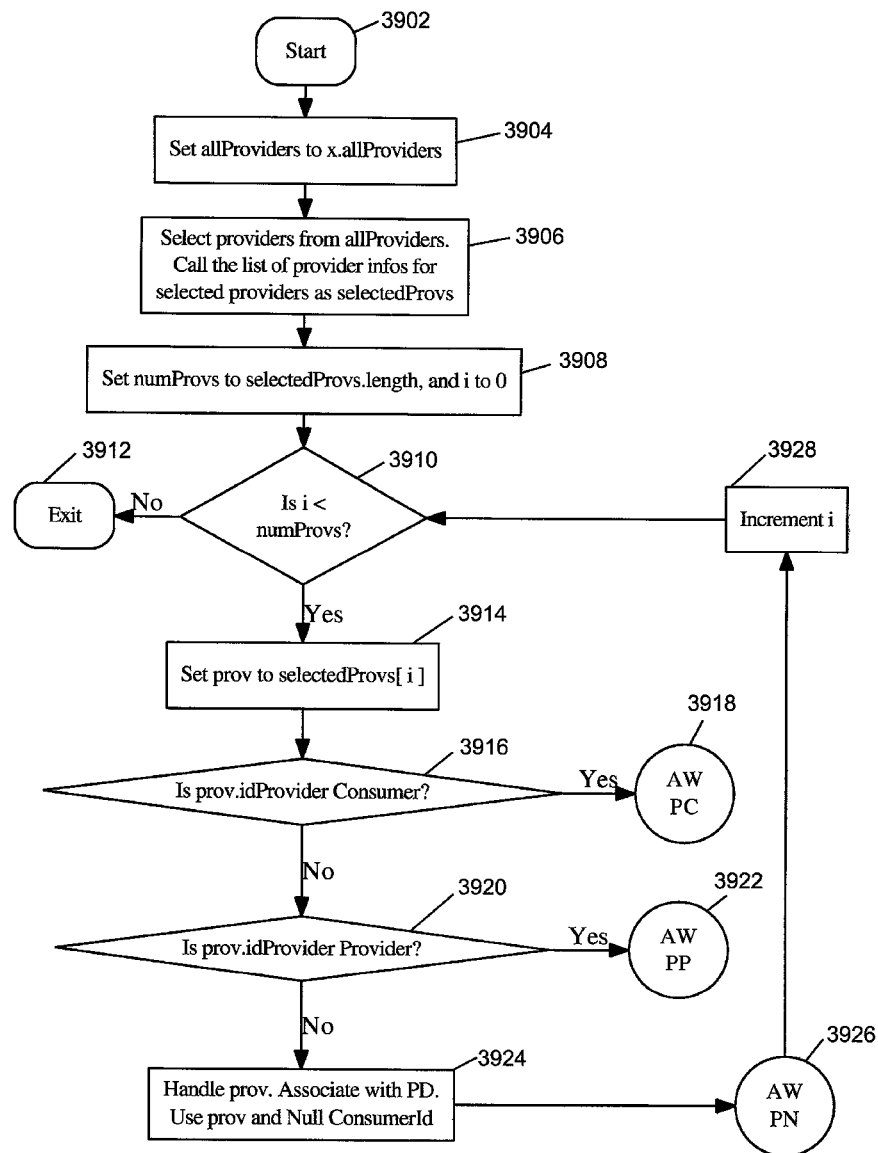 3902
Start
3904
Set allProviders to x.allProviders
3906
Select providers from allProviders.
Call the list of provider infos for
selected providers as selectedProvs
3908
Set numProvs to selectedProvs.length, and i to 0
3912
3910
3928
Exit
No
Is i <
numProvs?
Increment i
Yes
3914
Set prov to selectedProvs[ i ]
3918
3916
Is prov.idProvider Consumer?
Yes
AW
PC
No
3920
3922
Is prov.idProvider Provider?
Yes
AW
PP
No
3924
3926
Handle prov. Associate with PD.
Use prov and Null ConsumerId
AW
PN